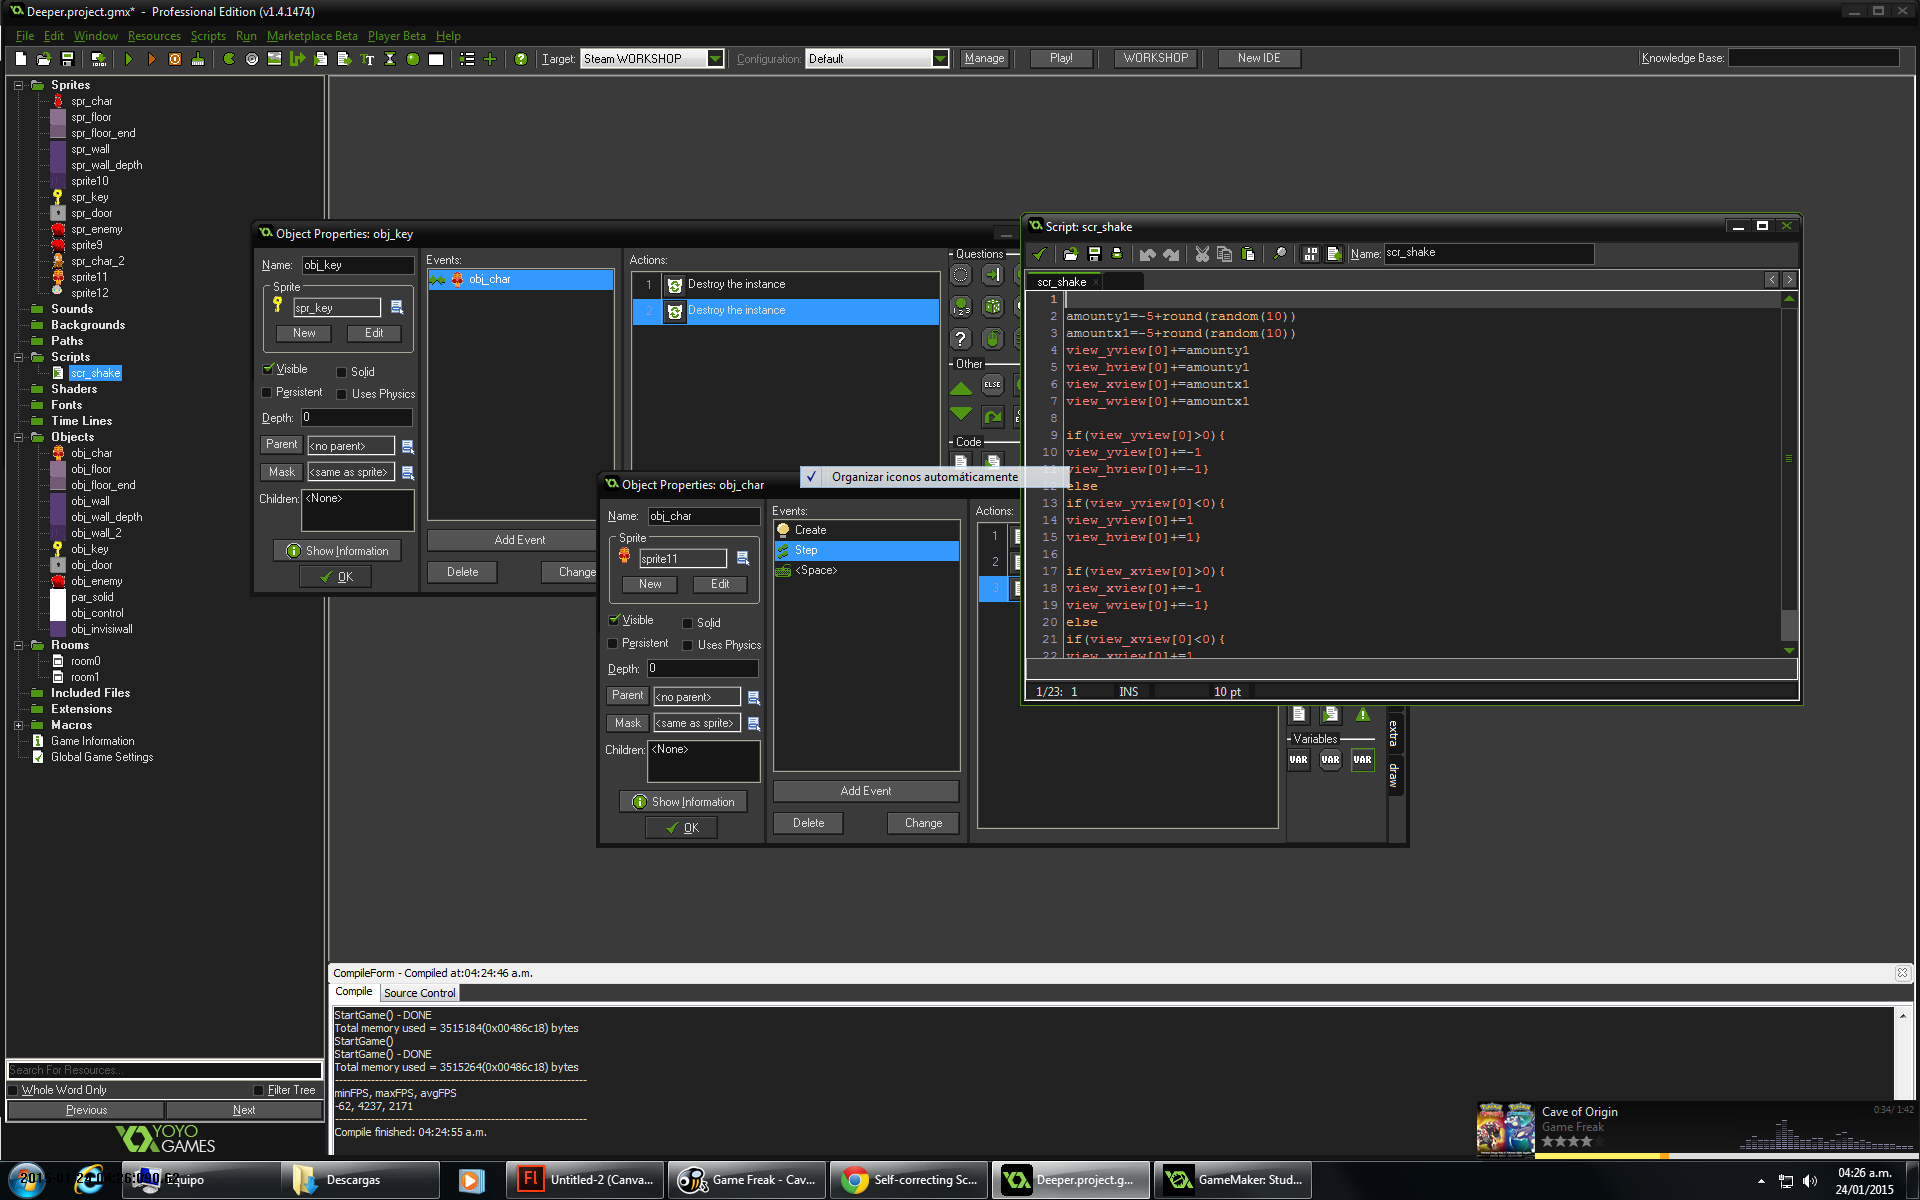 Deeper.project.gmx*  -  Professional Edition (v1.4.1474)
File Edit Window Resources Scripts Run Marketplace Beta Player Beta Help
Target: Steam WORKSHOP Configuration: Default Manage Play! WORKSHOP New IDE Knowledge Base:
Sprites
spr_char
spr_floor
spr_floor_end
spr_wall
spr_wall_depth
sprite10
spr_key
spr_door
spr_enemy
sprite9
spr_char_2
sprite11
sprite12
Sounds
Backgrounds
Paths
Scripts
scr_shake
Shaders
Fonts
Time Lines
Objects
obj_char
obj_floor
obj_floor_end
obj_wall
obj_wall_depth
obj_wall_2
obj_key
obj_door
obj_enemy
par_solid
obj_control
obj_invisiwall
Rooms
room0
room1
Included Files
Extensions
Macros
Game Information
Global Game Settings
Search For Resources...
Whole Word Only Filter Tree
Previous Next
YOYO
GAMES
Object Properties: obj_key
Name: obj_key
Sprite
spr_key
New Edit
Visible Solid
Persistent Uses Physics
Depth: 0
Parent <no parent>
Mask <same as sprite>
Children: <None>
Show Information
OK
Events:
obj_char
Add Event
Delete Change
Actions:
1 Destroy the instance
2 Destroy the instance
Questions
Other
ELSE
Code
Organizar iconos automáticamente
Object Properties: obj_char
Name: obj_char
Sprite
sprite11
New Edit
Visible Solid
Persistent Uses Physics
Depth: 0
Parent <no parent>
Mask <same as sprite>
Children: <None>
Show Information
OK
Events:
Create
Step
<Space>
Add Event
Delete Change
Actions:
1
2
3
Variables
VAR VAR VAR
extra
draw
Script: scr_shake
Name: scr_shake
scr_shake
1
2 amounty1=-5+round(random(10))
3 amountx1=-5+round(random(10))
4 view_yview[0]+=amounty1
5 view_hview[0]+=amounty1
6 view_xview[0]+=amountx1
7 view_wview[0]+=amountx1
8
9 if(view_yview[0]>0){
10 view_yview[0]+=-1
11 view_hview[0]+=-1}
12 else
13 if(view_yview[0]<0){
14 view_yview[0]+=1
15 view_hview[0]+=1}
16
17 if(view_xview[0]>0){
18 view_xview[0]+=-1
19 view_wview[0]+=-1}
20 else
21 if(view_xview[0]<0){
22 view_xview[0]+=1
1/23: 1 INS 10 pt
CompileForm - Compiled at:04:24:46 a.m.
Compile Source Control
StartGame() - DONE
Total memory used = 3515184(0x00486c18) bytes
StartGame()
StartGame() - DONE
Total memory used = 3515264(0x00486c18) bytes
minFPS, maxFPS, avgFPS
-62, 4237, 2171
Compile finished: 04:24:55 a.m.
Cave of Origin 0:34/ 1:42
Game Freak
Equipo
Descargas
Untitled-2 (Canva...
Game Freak - Cav...
Self-correcting Sc...
Deeper.project.g...
GameMaker: Stud...
04:26 a.m.
24/01/2015